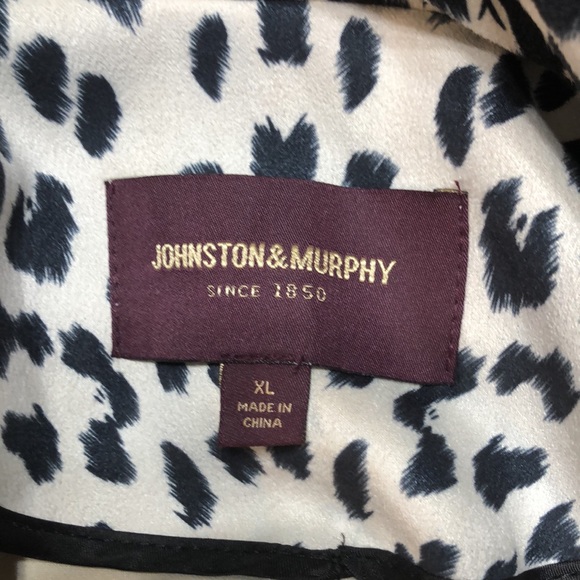 JOHNSTON&MURPHY
SINCE 1850
XL
MADE IN
CHINA